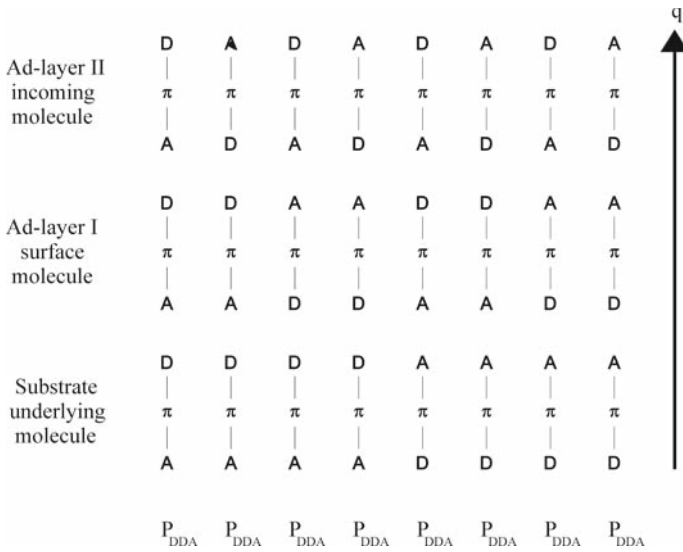 q
D A D A D A D A
Ad-layer II
incoming
molecule
π π π π π π π π
A D A D A D A D
D D A A D D A A
Ad-layer I
surface
molecule
π π π π π π π π
A A D D A A D D
D D D D A A A A
Substrate
underlying
molecule
π π π π π π π π
A A A A D D D D
P_DDA P_DDA P_DDA P_DDA P_DDA P_DDA P_DDA P_DDA